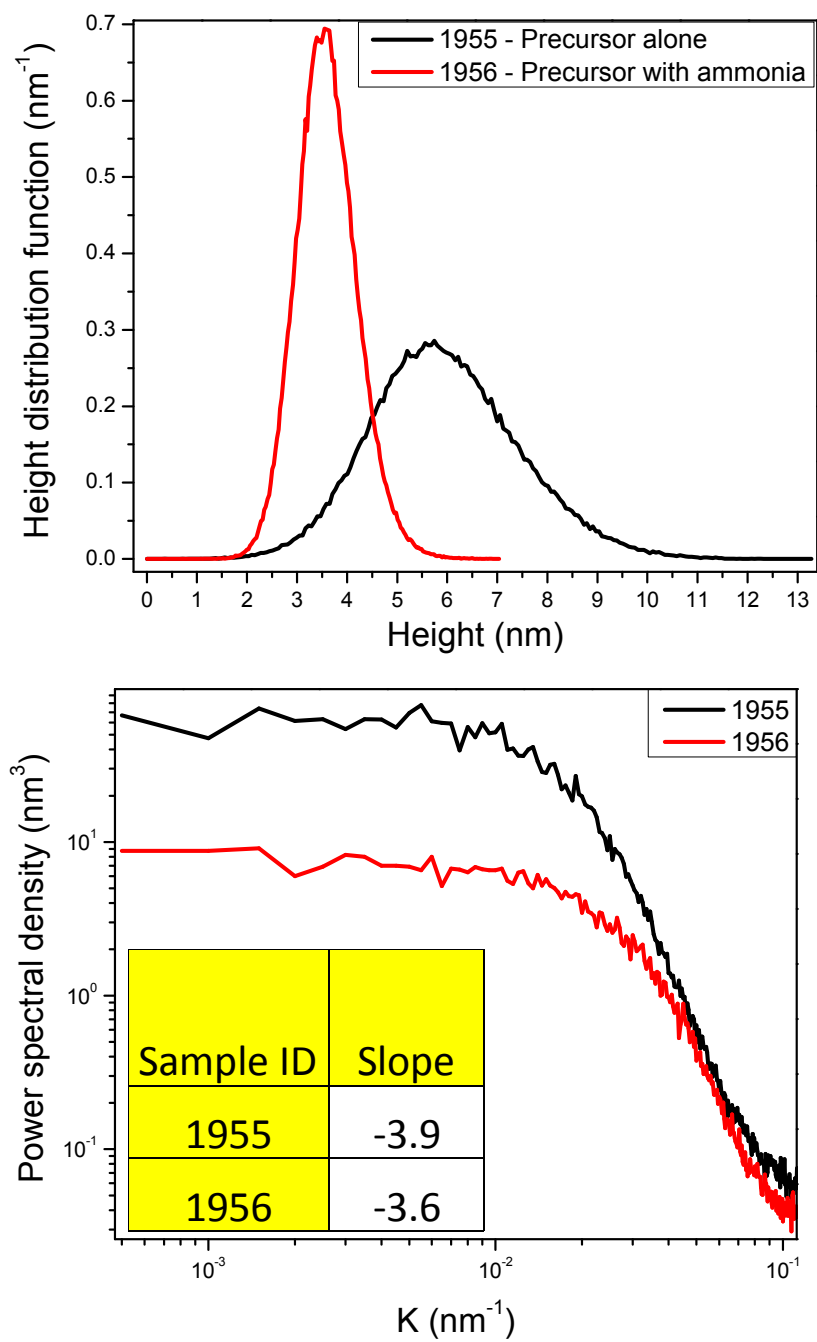 0.7
0.6
0.5
0.4
0.3
0.2
0.1
0.0
Height distribution function (nm⁻¹)
1955 - Precursor alone
1956 - Precursor with ammonia
0 1 2 3 4 5 6 7 8 9 10 11 12 13
Height (nm)
Power spectral density (nm³)
10¹
10⁰
10⁻¹
1955
1956
Sample ID Slope
1955 -3.9
1956 -3.6
10⁻³ 10⁻² 10⁻¹
K (nm⁻¹)